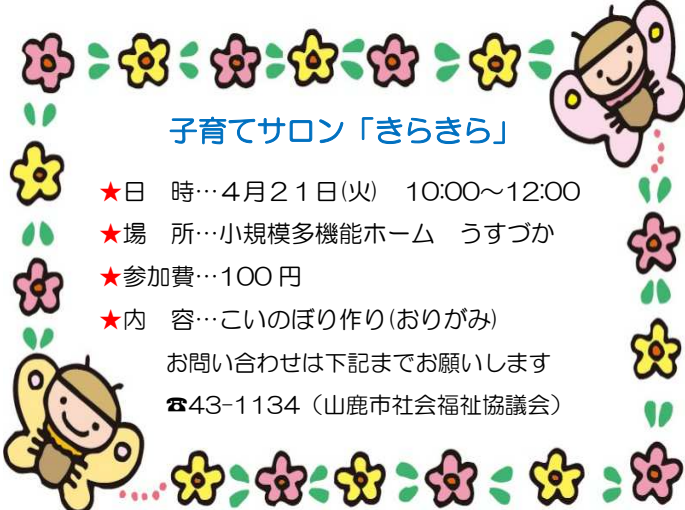 子育てサロン「きらきら」
★日　時…４月２１日(火)　10:00～12:00
★場　所…小規模多機能ホーム　うすづか
★参加費…100円
★内　容…こいのぼり作り(おりがみ)
お問い合わせは下記までお願いします
☎43-1134（山鹿市社会福祉協議会）